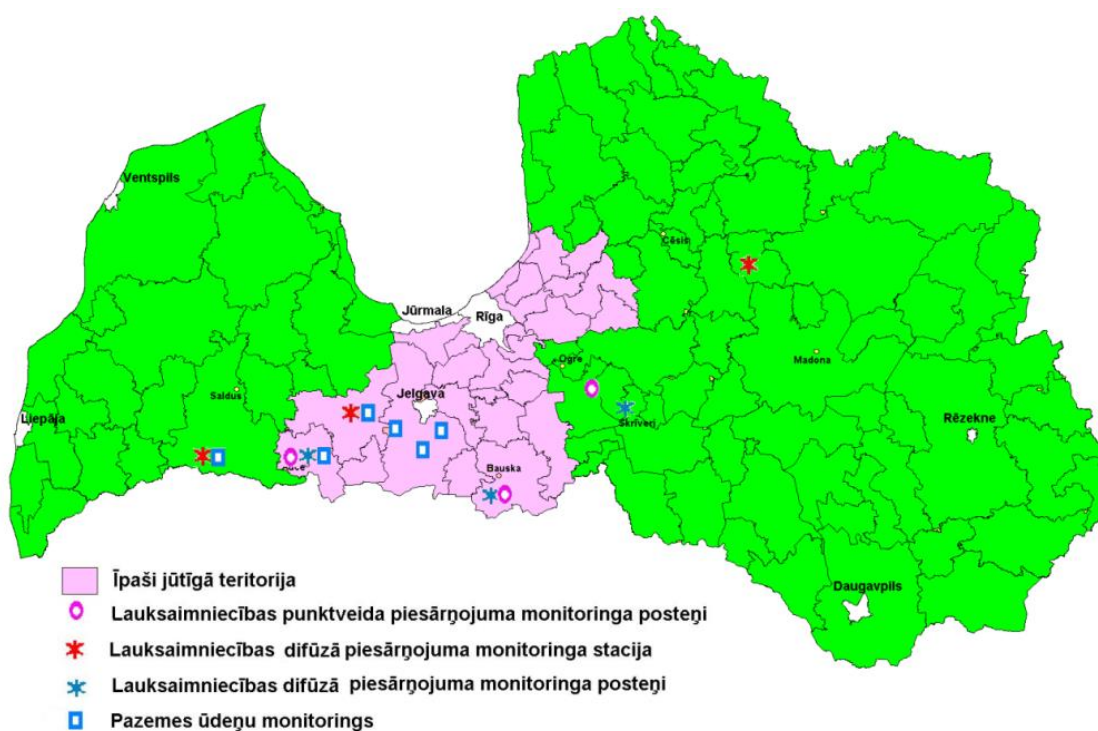 Ventspils
Cēsis
Jūrmala
Rīga
Ogre
Madona
Saldus
Jelgava
Liepāja
Skrīveri
Rēzekne
Bauska
Daugavpils
Īpaši jūtīgā teritorija
Lauksaimniecības punktveida piesārņojuma monitoringa posteņi
Lauksaimniecības difūzā piesārņojuma monitoringa stacija
Lauksaimniecības difūzā piesārņojuma monitoringa posteņi
Pazemes ūdeņu monitorings